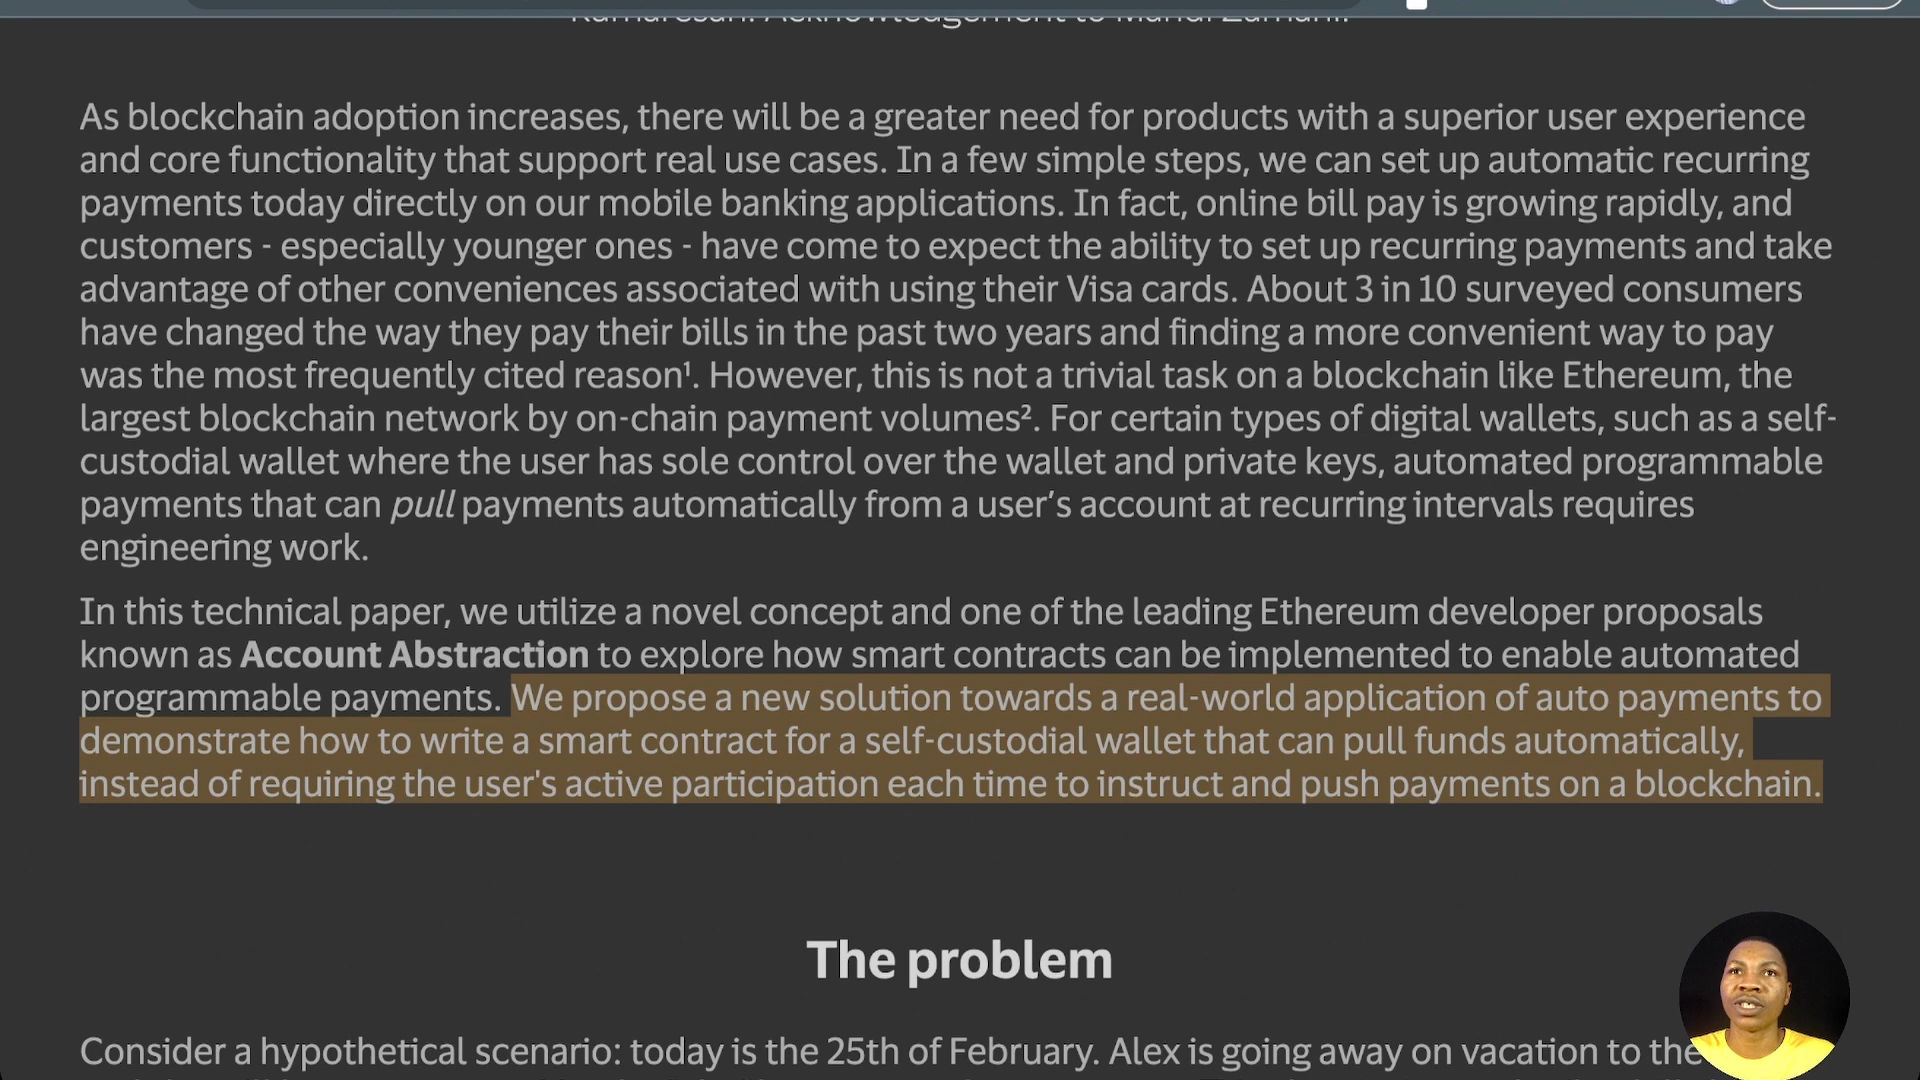 Kumaresan. Acknowledgement to Mahdi Zamani.
As blockchain adoption increases, there will be a greater need for products with a superior user experience
and core functionality that support real use cases. In a few simple steps, we can set up automatic recurring
payments today directly on our mobile banking applications. In fact, online bill pay is growing rapidly, and
customers - especially younger ones - have come to expect the ability to set up recurring payments and take
advantage of other conveniences associated with using their Visa cards. About 3 in 10 surveyed consumers
have changed the way they pay their bills in the past two years and finding a more convenient way to pay
was the most frequently cited reason¹. However, this is not a trivial task on a blockchain like Ethereum, the
largest blockchain network by on-chain payment volumes². For certain types of digital wallets, such as a self-
custodial wallet where the user has sole control over the wallet and private keys, automated programmable
payments that can pull payments automatically from a user’s account at recurring intervals requires
engineering work.
In this technical paper, we utilize a novel concept and one of the leading Ethereum developer proposals
known as Account Abstraction to explore how smart contracts can be implemented to enable automated
programmable payments. We propose a new solution towards a real-world application of auto payments to
demonstrate how to write a smart contract for a self-custodial wallet that can pull funds automatically,
instead of requiring the user's active participation each time to instruct and push payments on a blockchain.
The problem
Consider a hypothetical scenario: today is the 25th of February. Alex is going away on vacation to the